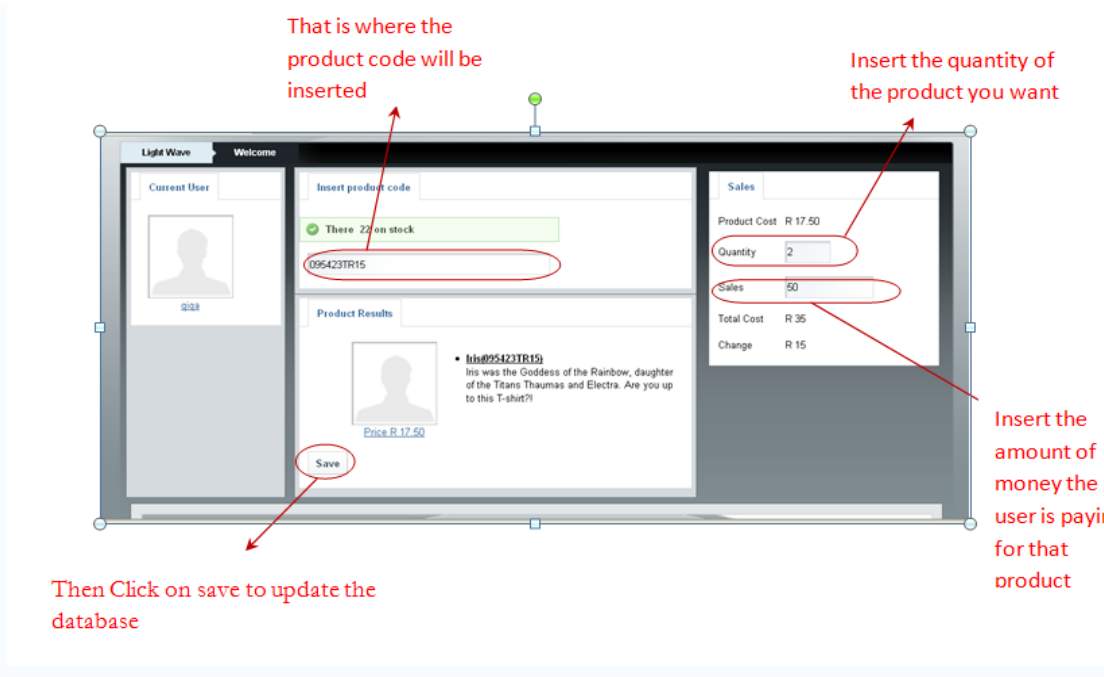 That is where the
product code will be
inserted
Insert the quantity of
the product you want
Light Wave
Welcome
Current User
giga
Insert product code
There 22 on stock
095423TR15
Product Results
Iris(095423TR15)
Iris was the Goddess of the Rainbow, daughter
of the Titans Thaumas and Electra. Are you up
to this T-shirt?!
Price R 17.50
Save
Sales
Product Cost R 17.50
Quantity 2
Sales 50
Total Cost R 35
Change R 15
Insert the
amount of
money the
user is payin
for that
product
Then Click on save to update the
database